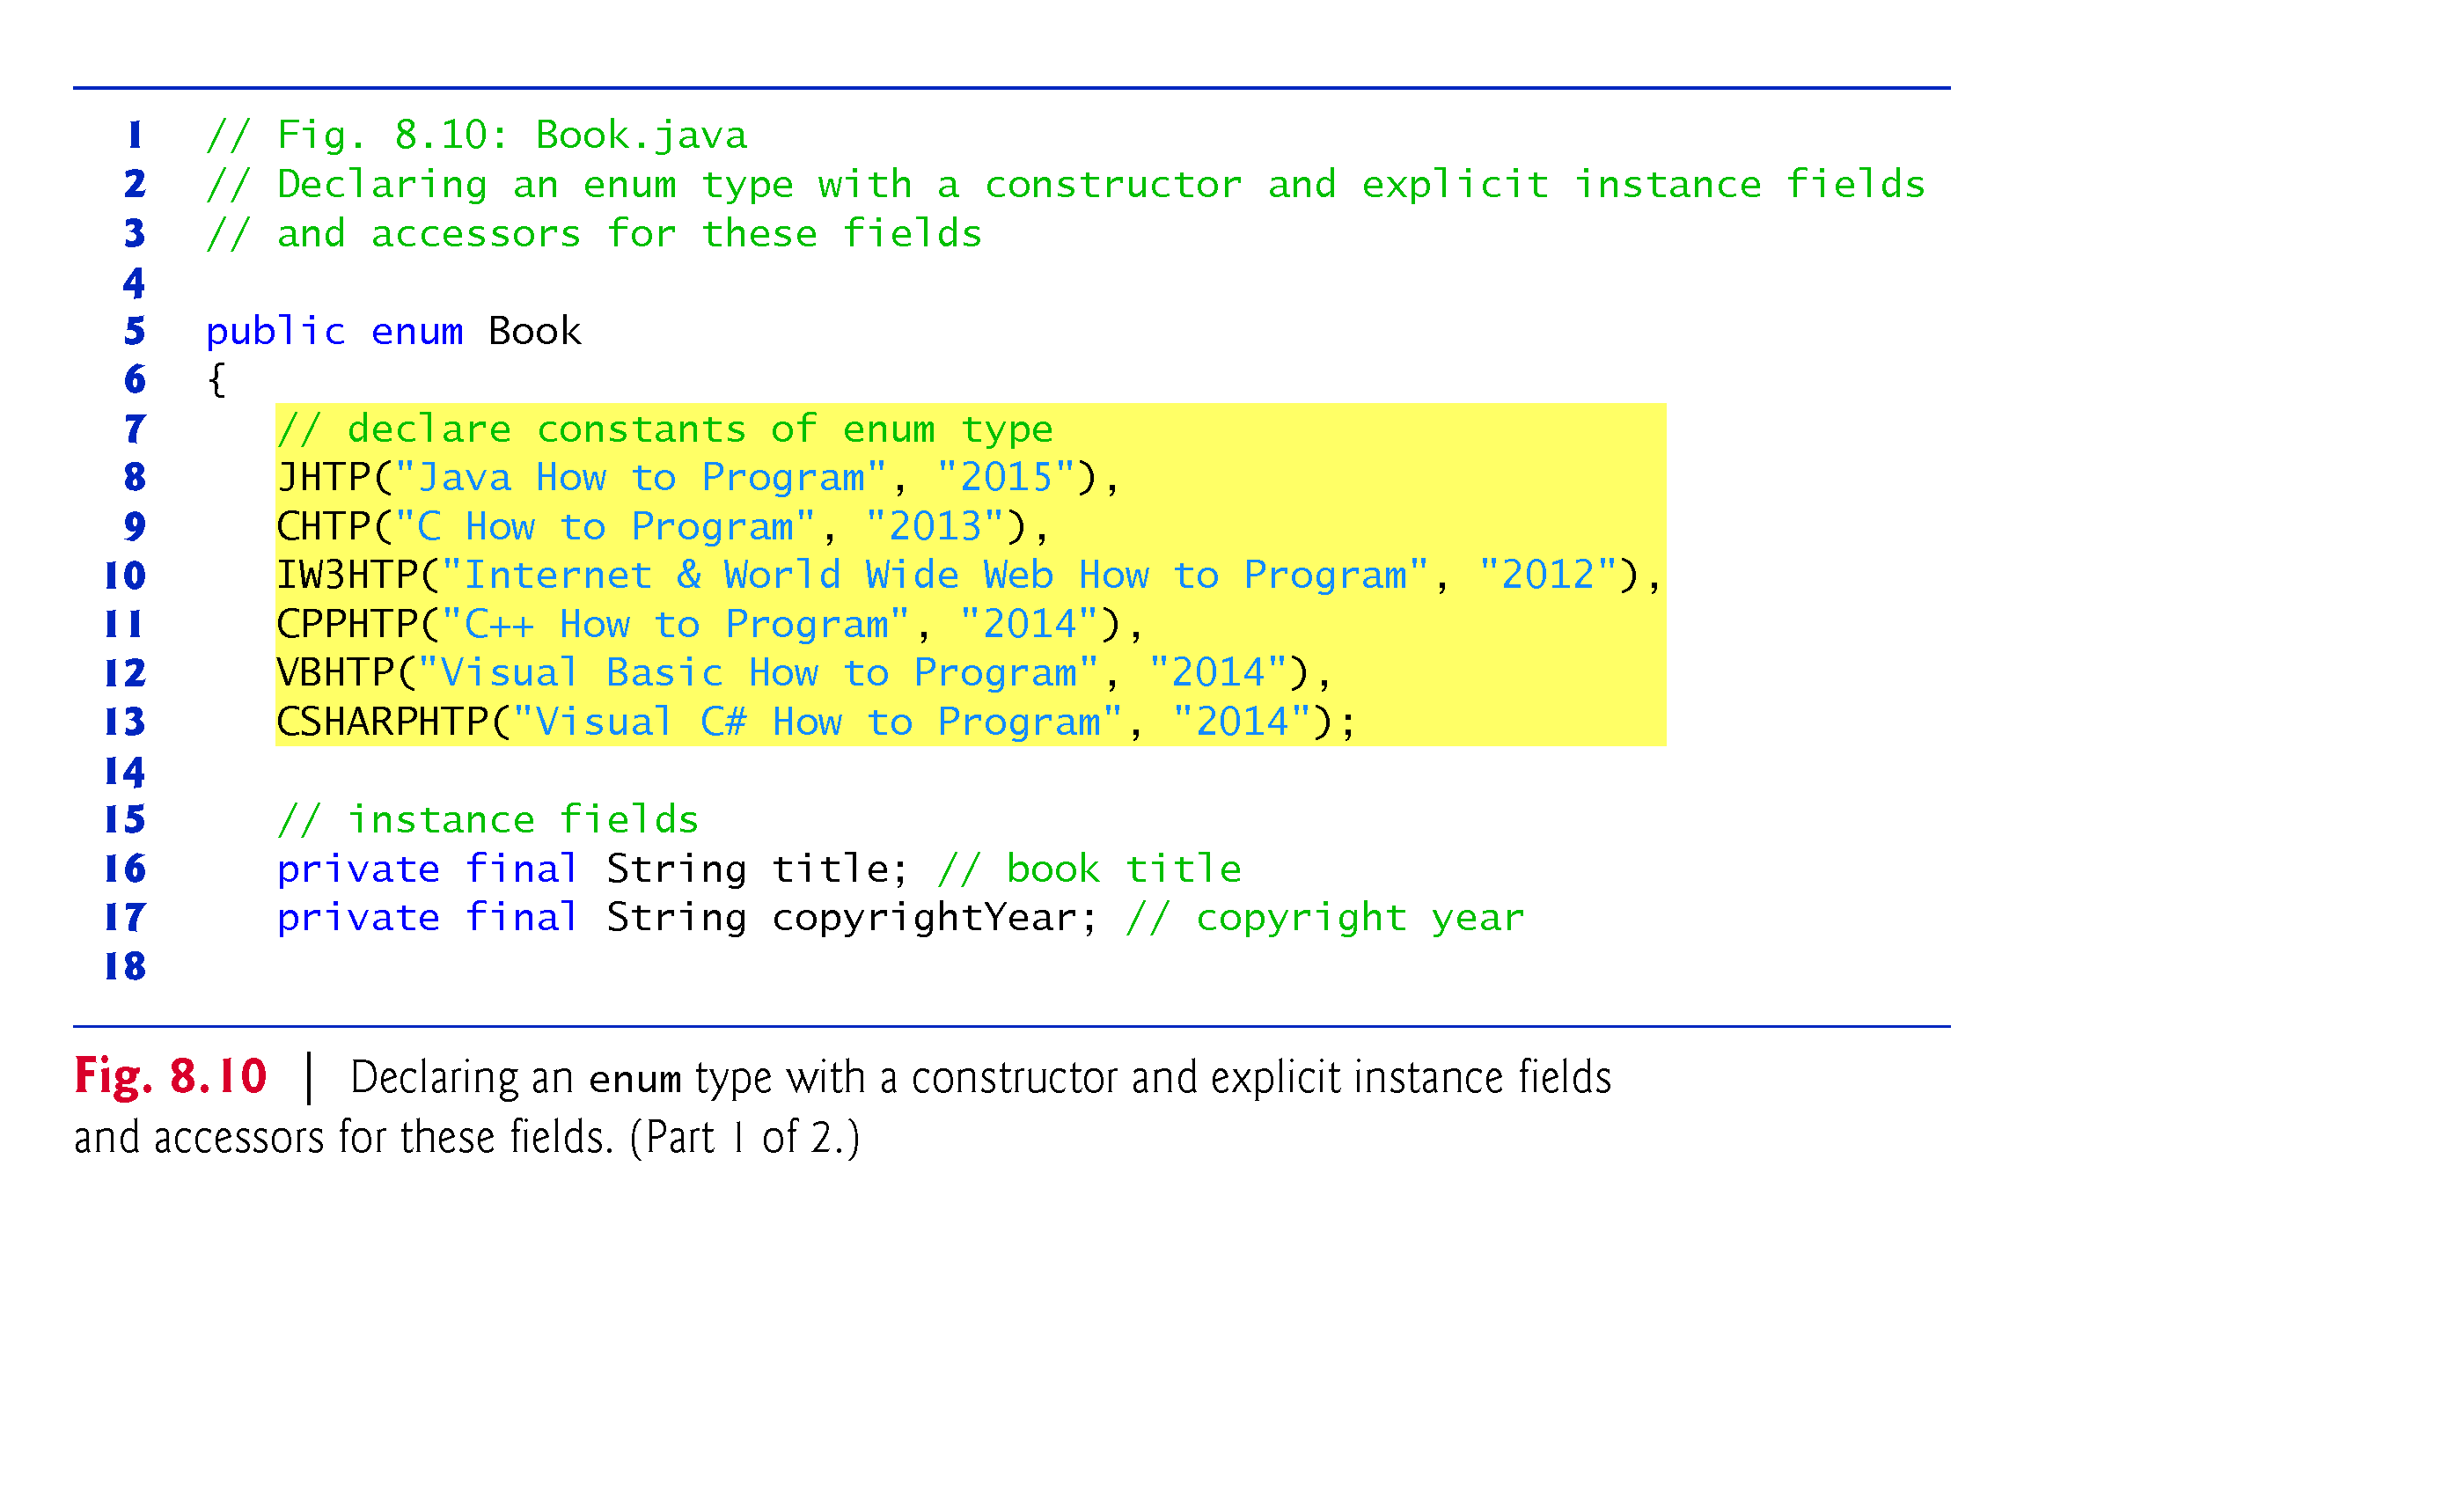 1 // Fig. 8.10: Book.java
2 // Declaring an enum type with a constructor and explicit instance fields
3 // and accessors for these fields
4
5 public enum Book
6 {
7 // declare constants of enum type
8 JHTP("Java How to Program", "2015"),
9 CHTP("C How to Program", "2013"),
10 IW3HTP("Internet & World Wide Web How to Program", "2012"),
11 CPPHTP("C++ How to Program", "2014"),
12 VBHTP("Visual Basic How to Program", "2014"),
13 CSHARPHTP("Visual C# How to Program", "2014");
14
15 // instance fields
16 private final String title; // book title
17 private final String copyrightYear; // copyright year
18
Fig. 8.10 | Declaring an enum type with a constructor and explicit instance fields
and accessors for these fields. (Part 1 of 2.)